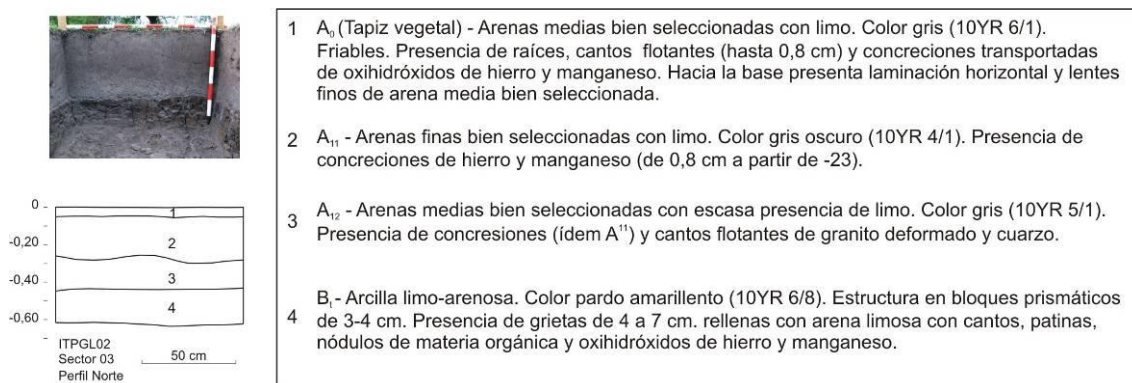 1 A₀ (Tapiz vegetal) - Arenas medias bien seleccionadas con limo. Color gris (10YR 6/1).
Friables. Presencia de raíces, cantos flotantes (hasta 0,8 cm) y concreciones transportadas
de oxihidróxidos de hierro y manganeso. Hacia la base presenta laminación horizontal y lentes
finos de arena media bien seleccionada.
2 A₁₁ - Arenas finas bien seleccionadas con limo. Color gris oscuro (10YR 4/1). Presencia de
concreciones de hierro y manganeso (de 0,8 cm a partir de -23).
3 A₁₂ - Arenas medias bien seleccionadas con escasa presencia de limo. Color gris (10YR 5/1).
Presencia de concresiones (ídem A¹¹) y cantos flotantes de granito deformado y cuarzo.
4 Bₜ - Arcilla limo-arenosa. Color pardo amarillento (10YR 6/8). Estructura en bloques prismáticos
de 3-4 cm. Presencia de grietas de 4 a 7 cm. rellenas con arena limosa con cantos, patinas,
nódulos de materia orgánica y oxihidróxidos de hierro y manganeso.
0
-0,20
-0,40
-0,60
1
2
3
4
ITPGL02
Sector 03
Perfil Norte
50 cm